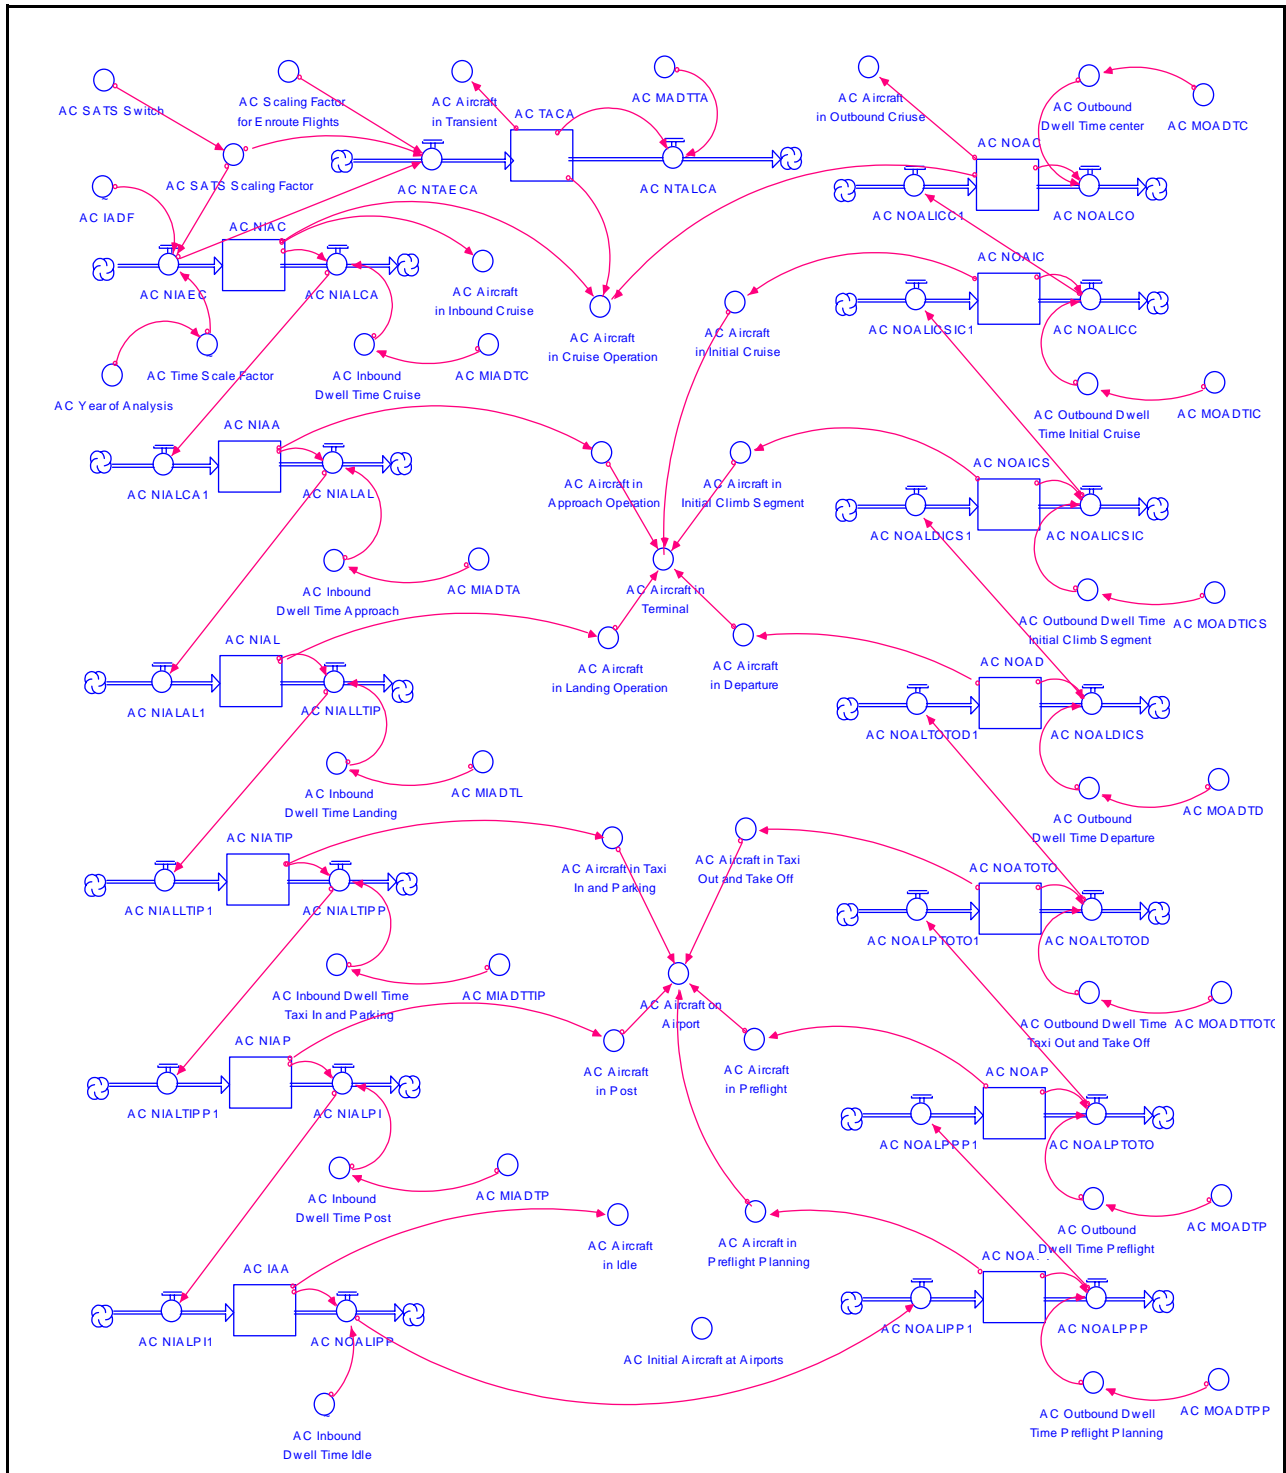 AC SATS Switch
AC Scaling Factor
for Enroute Flights
AC Aircraft
in Transient
AC TACA
AC MADTTA
AC Aircraft
in Outbound Criuse
AC Outbound
Dwell Time center
AC MOADTC
AC NOAC
AC SATS Scaling Factor
AC NTAECA
AC NTALCA
AC IADF
AC NOALICC1
AC NOALCO
AC NIAC
AC NIAEC
AC NIALCA
AC Aircraft
in Inbound Cruise
AC Aircraft
in Cruise Operation
AC Aircraft
in Initial Cruise
AC NOAIC
AC NOALICSIC1
AC NOALICC
AC Time Scale Factor
AC Year of Analysis
AC Inbound
Dwell Time Cruise
AC MIADTC
AC Outbound Dwell
Time Initial Cruise
AC MOADTIC
AC NIAA
AC NIALCA1
AC NIALAL
AC Aircraft in
Approach Operation
AC Aircraft in
Initial Climb Segment
AC NOAICS
AC NOALDICS1
AC NOALICSIC
AC Inbound
Dwell Time Approach
AC MIADTA
AC Aircraft in
Terminal
AC Outbound Dwell Time
Initial Climb Segment
AC MOADTICS
AC NIAL
AC NIALAL1
AC NIALLTIP
AC Aircraft
in Landing Operation
AC Aircraft
in Departure
AC NOAD
AC NOALTOTOD1
AC NOALDICS
AC Inbound
Dwell Time Landing
AC MIADTL
AC Outbound
Dwell Time Departure
AC MOADTD
AC NIATIP
AC NIALLTIP1
AC NIALTIPP
AC Aircraft in Taxi
In and Parking
AC Aircraft in Taxi
Out and Take Off
AC NOATOTO
AC NOALPTOTO1
AC NOALTOTOD
AC Inbound Dwell Time
Taxi In and Parking
AC MIADTTIP
AC Aircraft on
Airport
AC Outbound Dwell Time
Taxi Out and Take Off
AC MOADTTOTO
AC NIAP
AC NIALTIPP1
AC NIALPI
AC Aircraft
in Post
AC Aircraft
in Preflight
AC NOAP
AC NOALPPP1
AC NOALPTOTO
AC Inbound
Dwell Time Post
AC MIADTP
AC Outbound
Dwell Time Preflight
AC MOADTP
AC IAA
AC NIALPI1
AC NOALIPP
AC Aircraft
in Idle
AC Aircraft in
Preflight Planning
AC NOALIPP1
AC NOALPPP
AC Initial Aircraft at Airports
AC Inbound
Dwell Time Idle
AC Outbound Dwell
Time Preflight Planning
AC MOADTPP